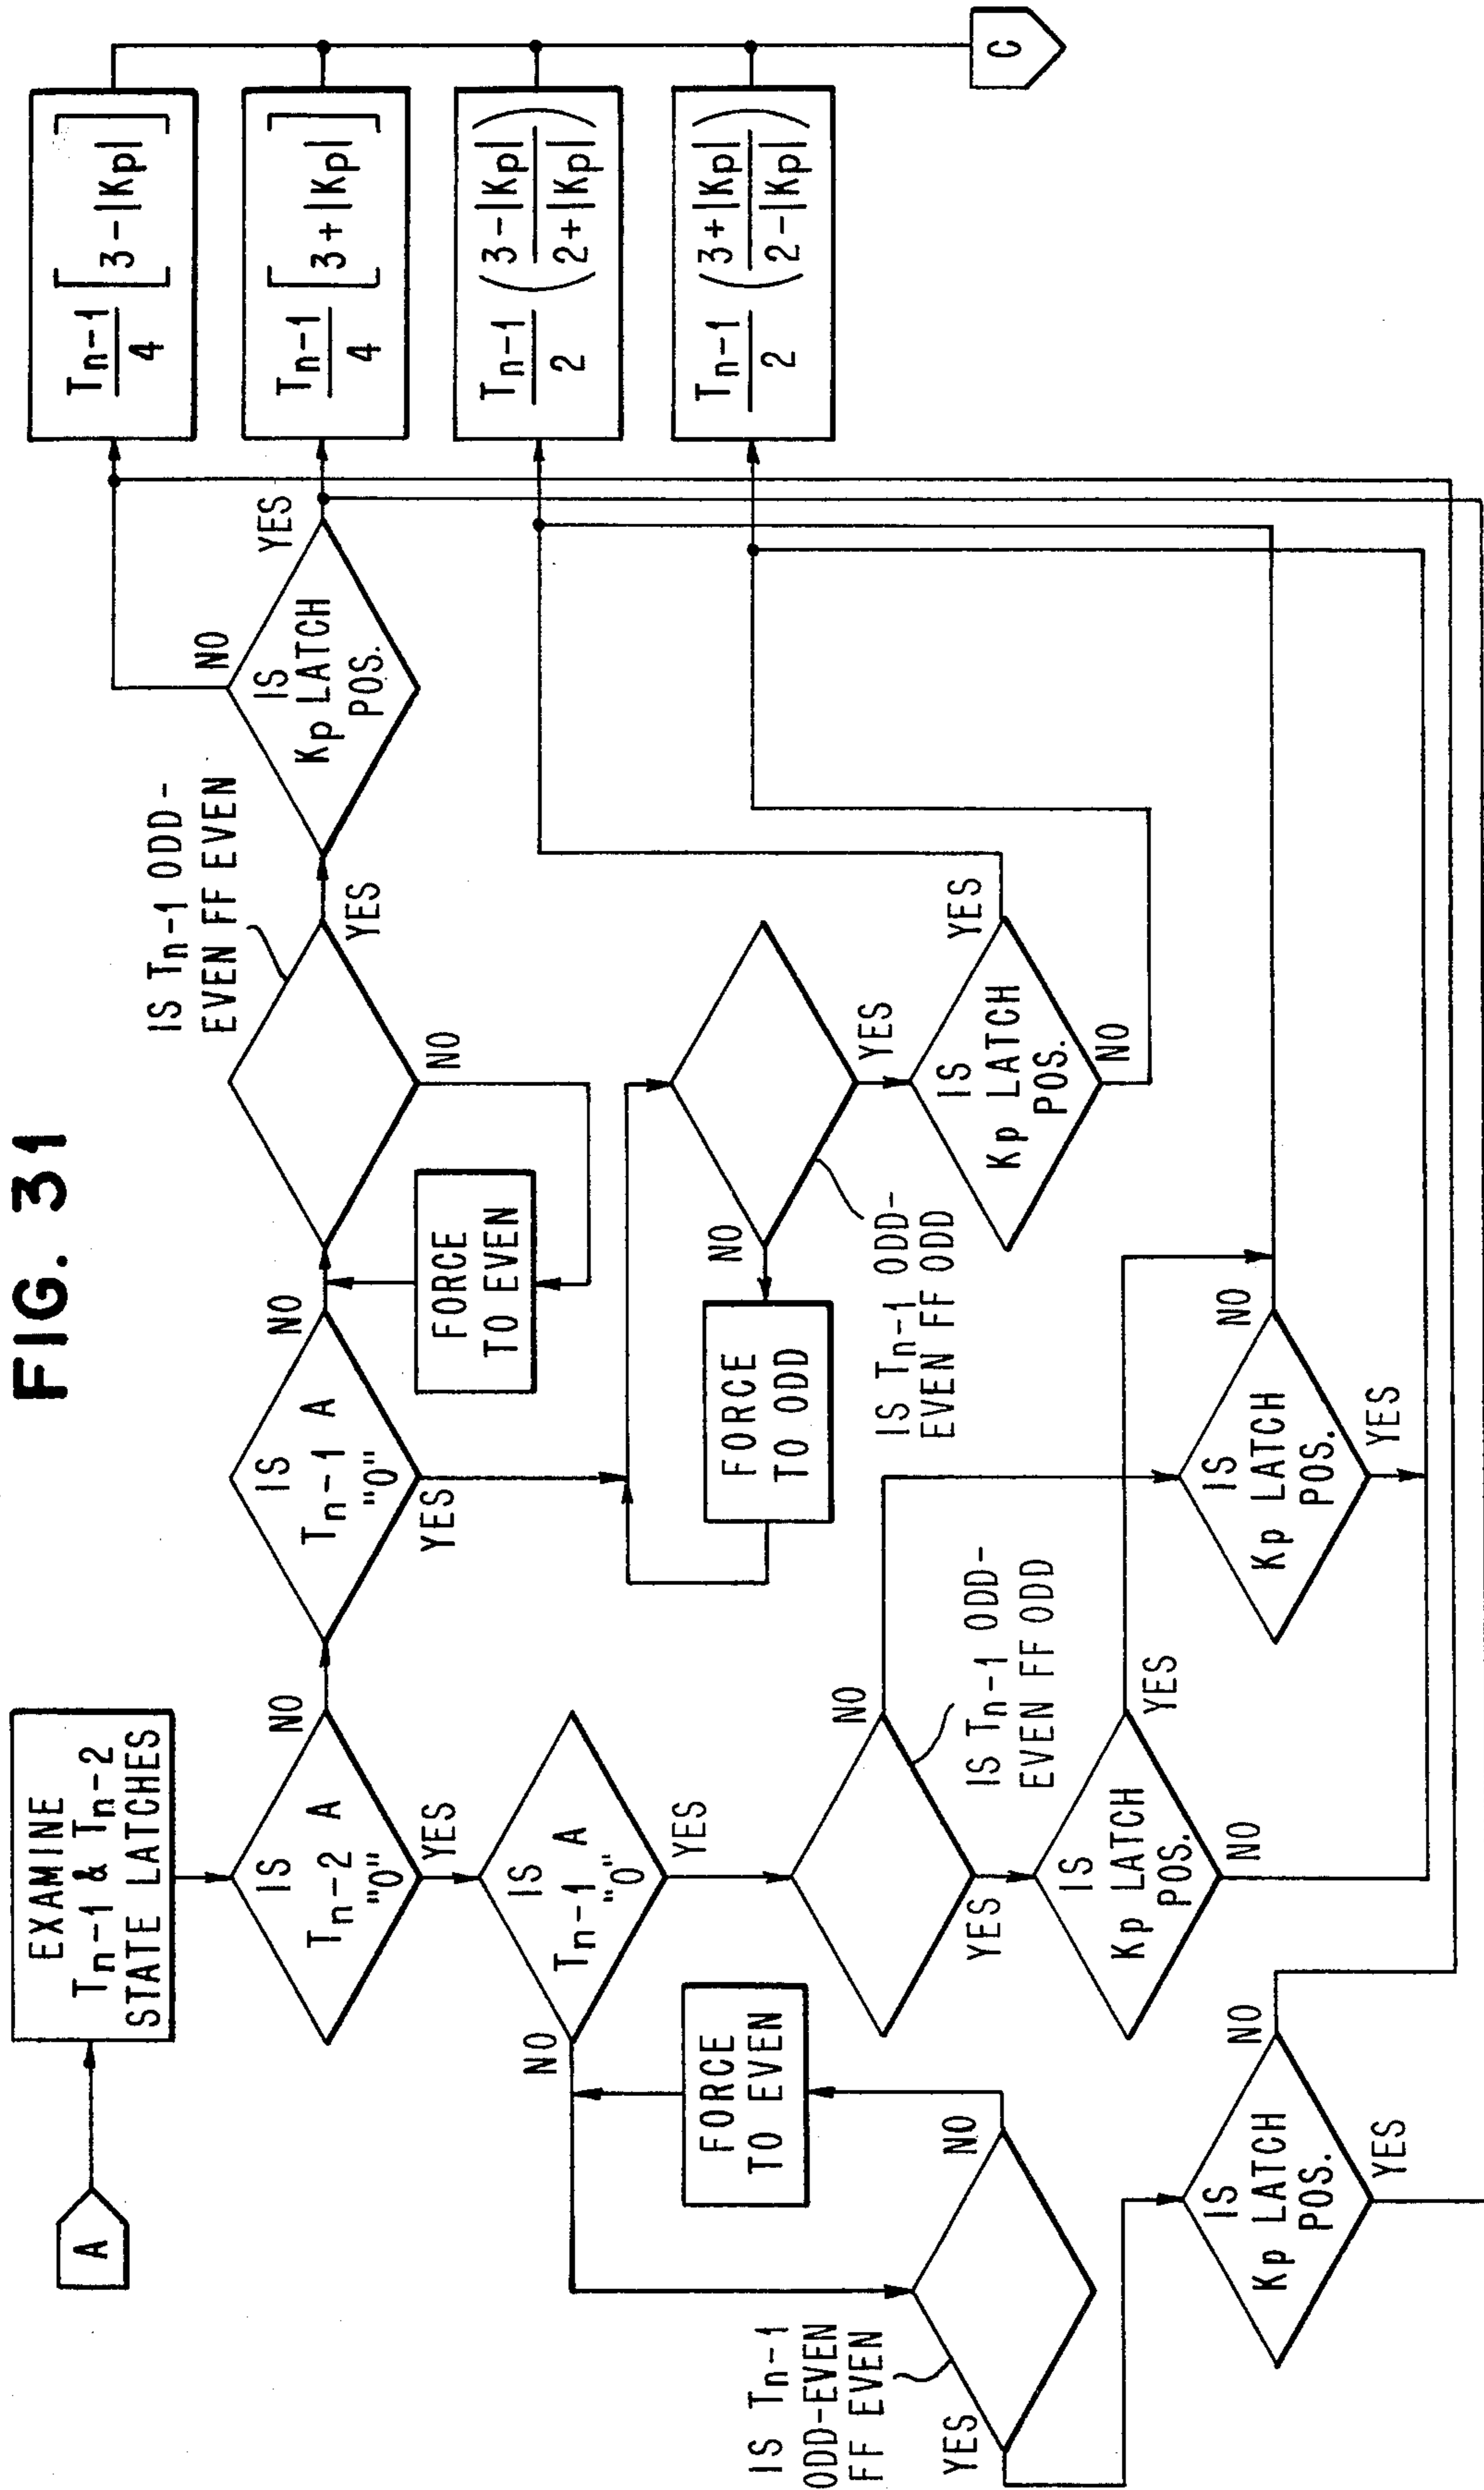 FIG. 31
A
EXAMINE
Tn-1 & Tn-2
STATE LATCHES
IS
Tn-2 A
"0"
NO
YES
IS
Tn-1 A
"0"
NO
YES
IS Tn-1 ODD-
EVEN FF EVEN
YES
NO
FORCE
TO EVEN
IS
Kp LATCH
POS.
NO
YES
Tn-1
4
[3-|Kp|]
Tn-1
4
[3+|Kp|]
Tn-1
2
(3-|Kp|
2+|Kp|)
Tn-1
2
(3+|Kp|
2-|Kp|)
C
NO
YES
FORCE
TO ODD
IS Tn-1 ODD-
EVEN FF ODD
IS
Kp LATCH
POS.
YES
NO
IS
Tn-1 A
"0"
NO
YES
FORCE
TO EVEN
IS Tn-1
ODD-EVEN
FF EVEN
NO
YES
NO
YES
IS Tn-1 ODD-
EVEN FF ODD
IS
Kp LATCH
POS.
YES
NO
IS
Kp LATCH
POS.
NO
YES
IS
Kp LATCH
POS.
NO
YES